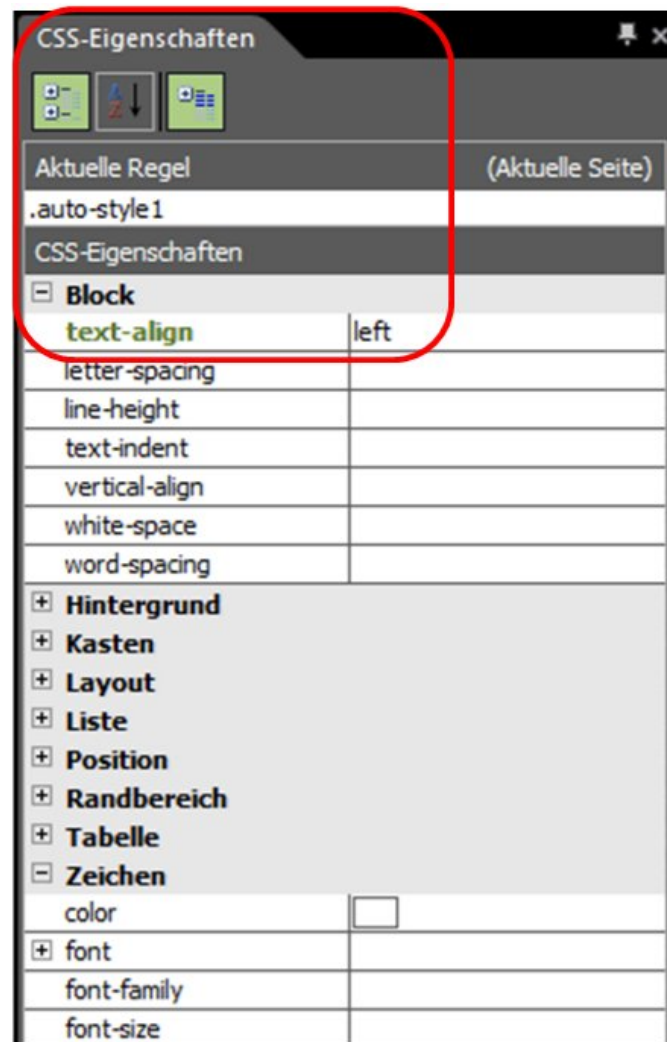 CSS-Eigenschaften
Aktuelle Regel (Aktuelle Seite)
.auto-style1
CSS-Eigenschaften
Block
text-align left
letter-spacing
line-height
text-indent
vertical-align
white-space
word-spacing
Hintergrund
Kasten
Layout
Liste
Position
Randbereich
Tabelle
Zeichen
color
font
font-family
font-size